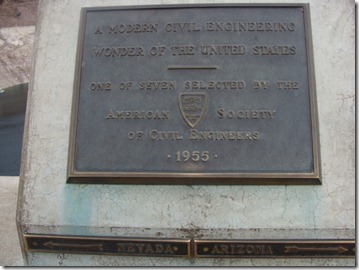 A MODERN CIVIL ENGINEERING
WONDER OF THE UNITED STATES
ONE OF SEVEN SELECTED BY THE
AMERICAN SOCIETY
OF CIVIL ENGINEERS
· 1955 ·
NEVADA ARIZONA